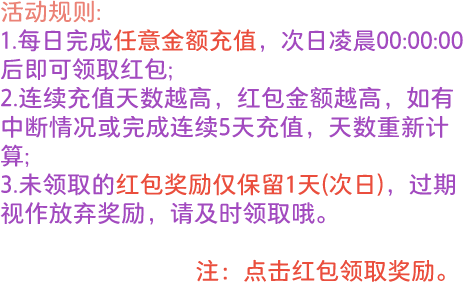 活动规则:
1.每日完成任意金额充值，次日凌晨00:00:00
后即可领取红包;
2.连续充值天数越高，红包金额越高，如有
中断情况或完成连续5天充值，天数重新计
算;
3.未领取的红包奖励仅保留1天(次日)，过期
视作放弃奖励，请及时领取哦。
注：点击红包领取奖励。